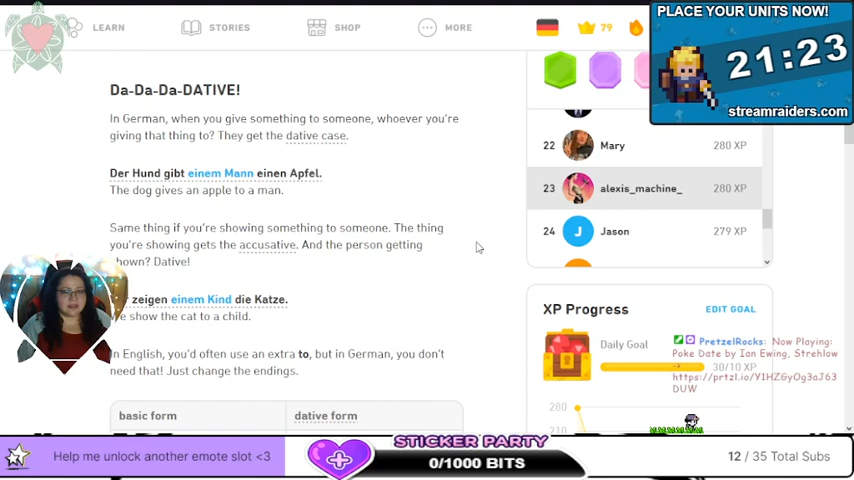 LEARN
STORIES
SHOP
MORE
79
PLACE YOUR UNITS NOW!
21:23
streamraiders.com
Da-Da-Da-DATIVE!
In German, when you give something to someone, whoever you're
giving that thing to? They get the dative case.
Der Hund gibt einem Mann einen Apfel.
The dog gives an apple to a man.
Same thing if you're showing something to someone. The thing
you're showing gets the accusative. And the person getting
shown? Dative!
zeigen einem Kind die Katze.
We show the cat to a child.
In English, you'd often use an extra to, but in German, you don't
need that! Just change the endings.
basic form
dative form
22 Mary 280 XP
23 alexis_machine_ 280 XP
24 Jason 279 XP
XP Progress
EDIT GOAL
Daily Goal
30/10 XP
280
210
PretzelRocks: Now Playing:
Poke Date by Ian Ewing, Strehlow
->
https://prtzl.io/Y1HZ6yOg3aJ63
DUW
Help me unlock another emote slot <3
STICKER PARTY
0/1000 BITS
12 / 35 Total Subs